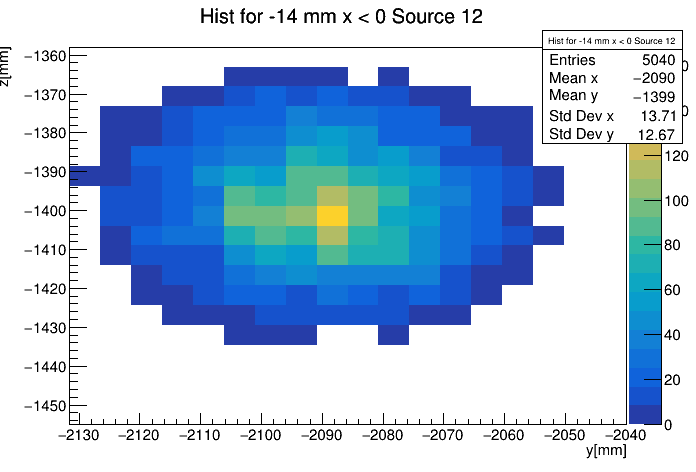 Hist for -14 mm x < 0 Source 12
z[mm]
−1360
−1370
−1380
−1390
−1400
−1410
−1420
−1430
−1440
−1450
−2130 −2120 −2110 −2100 −2090 −2080 −2070 −2060 −2050 −2040
y[mm]
Hist for -14 mm x < 0 Source 12
Entries 5040
Mean x −2090
Mean y −1399
Std Dev x 13.71
Std Dev y 12.67
120
100
80
60
40
20
0